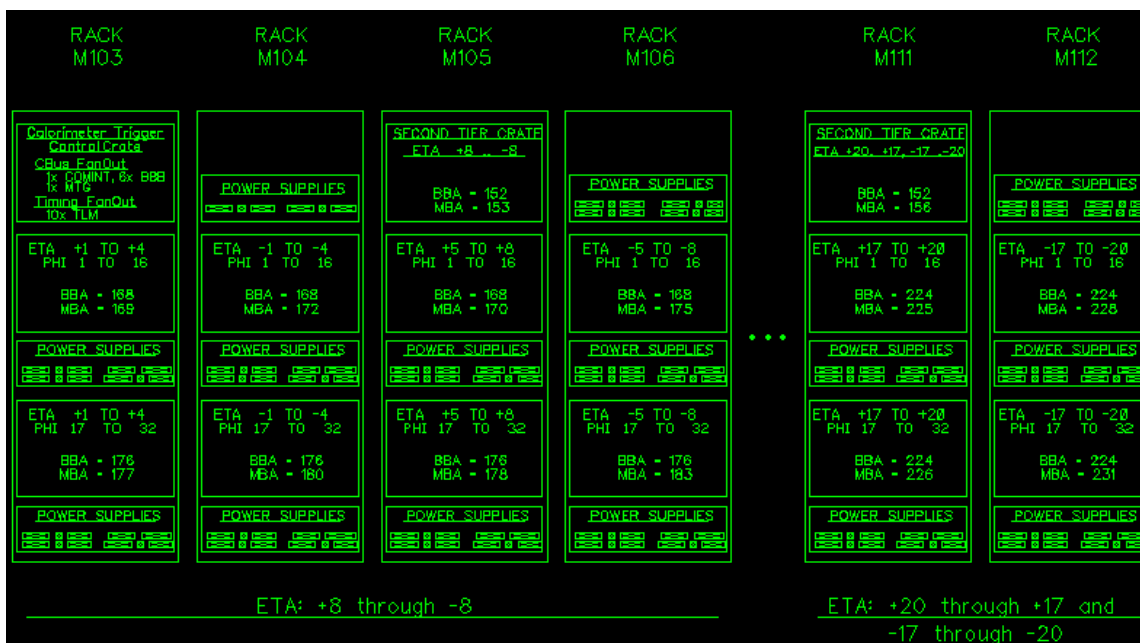 RACK
M103
Calorimeter Trigger
Control Crate
CBus FanOut
1x COMINT, 6x BBB
1x MTG
Timing FanOut
10x TLM
ETA +1 TO +4
PHI 1 TO 16
BBA - 168
MBA - 169
POWER SUPPLIES
ETA +1 TO +4
PHI 17 TO 32
BBA - 176
MBA - 177
POWER SUPPLIES
RACK
M104
POWER SUPPLIES
ETA -1 TO -4
PHI 1 TO 16
BBA - 168
MBA - 172
POWER SUPPLIES
ETA -1 TO -4
PHI 17 TO 32
BBA - 176
MBA - 180
POWER SUPPLIES
RACK
M105
SECOND TIER CRATE
ETA +8 .. -8
BBA - 152
MBA - 153
ETA +5 TO +8
PHI 1 TO 16
BBA - 168
MBA - 170
POWER SUPPLIES
ETA +5 TO +8
PHI 17 TO 32
BBA - 176
MBA - 178
POWER SUPPLIES
RACK
M106
POWER SUPPLIES
ETA -5 TO -8
PHI 1 TO 16
BBA - 168
MBA - 175
POWER SUPPLIES
ETA -5 TO -8
PHI 17 TO 32
BBA - 176
MBA - 183
POWER SUPPLIES
...
RACK
M111
SECOND TIER CRATE
ETA +20, +17, -17 ,-20
BBA - 152
MBA - 156
ETA +17 TO +20
PHI 1 TO 16
BBA - 224
MBA - 225
POWER SUPPLIES
ETA +17 TO +20
PHI 17 TO 32
BBA - 224
MBA - 226
POWER SUPPLIES
RACK
M112
POWER SUPPLIES
ETA -17 TO -20
PHI 1 TO 16
BBA - 224
MBA - 228
POWER SUPPLIES
ETA -17 TO -20
PHI 17 TO 32
BBA - 224
MBA - 231
POWER SUPPLIES
ETA: +8 through -8
ETA: +20 through +17 and
-17 through -20